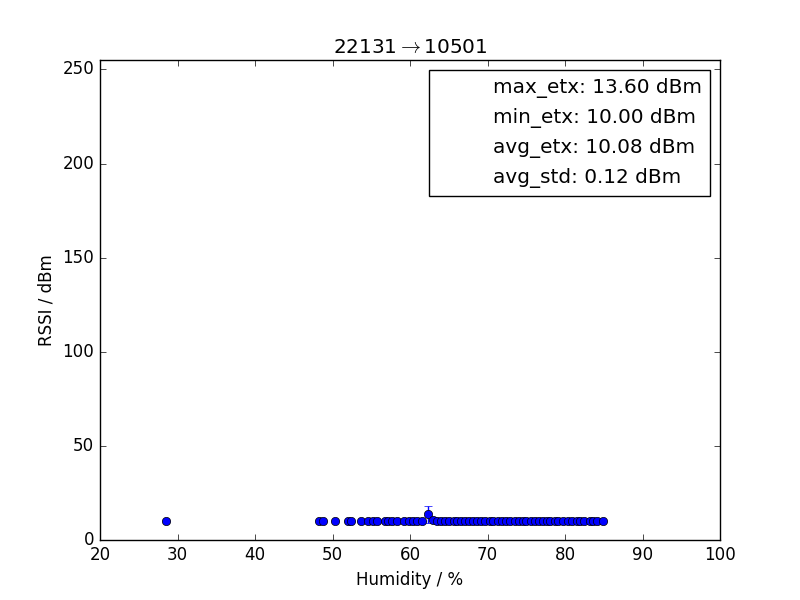 22131→10501
max_etx: 13.60 dBm
min_etx: 10.00 dBm
avg_etx: 10.08 dBm
avg_std: 0.12 dBm
RSSI / dBm
250
200
150
100
50
0
20 30 40 50 60 70 80 90 100
Humidity / %